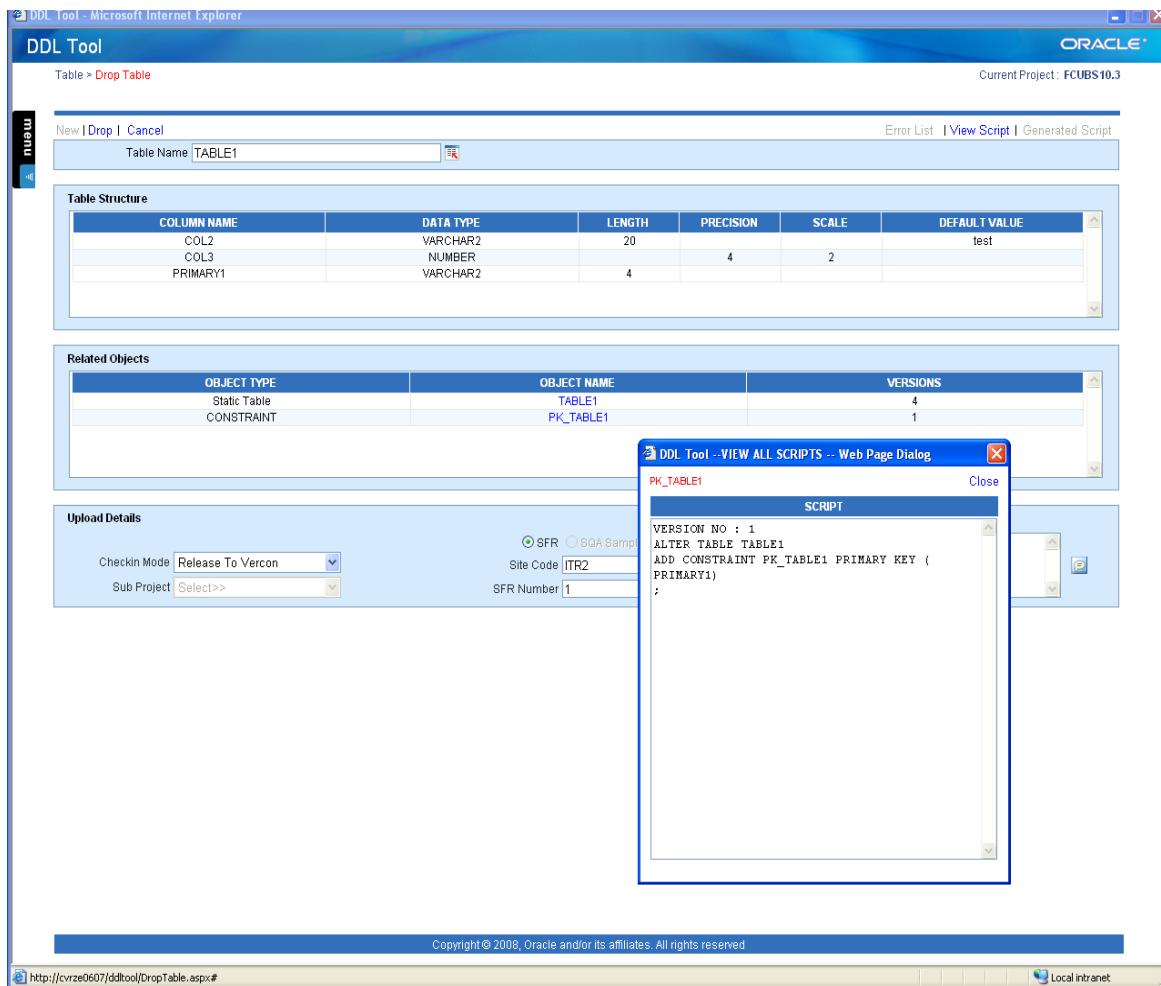 DDL Tool - Microsoft Internet Explorer
DDL Tool
ORACLE
Table > Drop Table
Current Project : FCUBS10.3
menu
New | Drop | Cancel
Error List | View Script | Generated Script
Table Name TABLE1
Table Structure
COLUMN NAME DATA TYPE LENGTH PRECISION SCALE DEFAULT VALUE
COL2 VARCHAR2 20 test
COL3 NUMBER 4 2
PRIMARY1 VARCHAR2 4
Related Objects
OBJECT TYPE OBJECT NAME VERSIONS
Static Table TABLE1 4
CONSTRAINT PK_TABLE1 1
Upload Details
SFR SQA Sampl
Checkin Mode Release To Vercon
Site Code ITR2
Sub Project Select>>
SFR Number 1
DDL Tool --VIEW ALL SCRIPTS -- Web Page Dialog
PK_TABLE1 Close
SCRIPT
VERSION NO : 1
ALTER TABLE TABLE1
ADD CONSTRAINT PK_TABLE1 PRIMARY KEY (
PRIMARY1)
;
Copyright © 2008, Oracle and/or its affiliates. All rights reserved
http://cvrze0607/ddltool/DropTable.aspx#
Local intranet